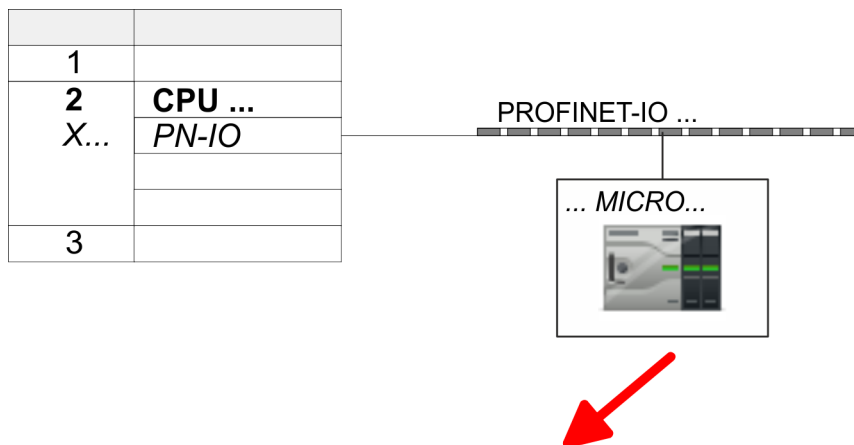 1
2 CPU ...
X... PN-IO
3
PROFINET-IO ...
... MICRO...